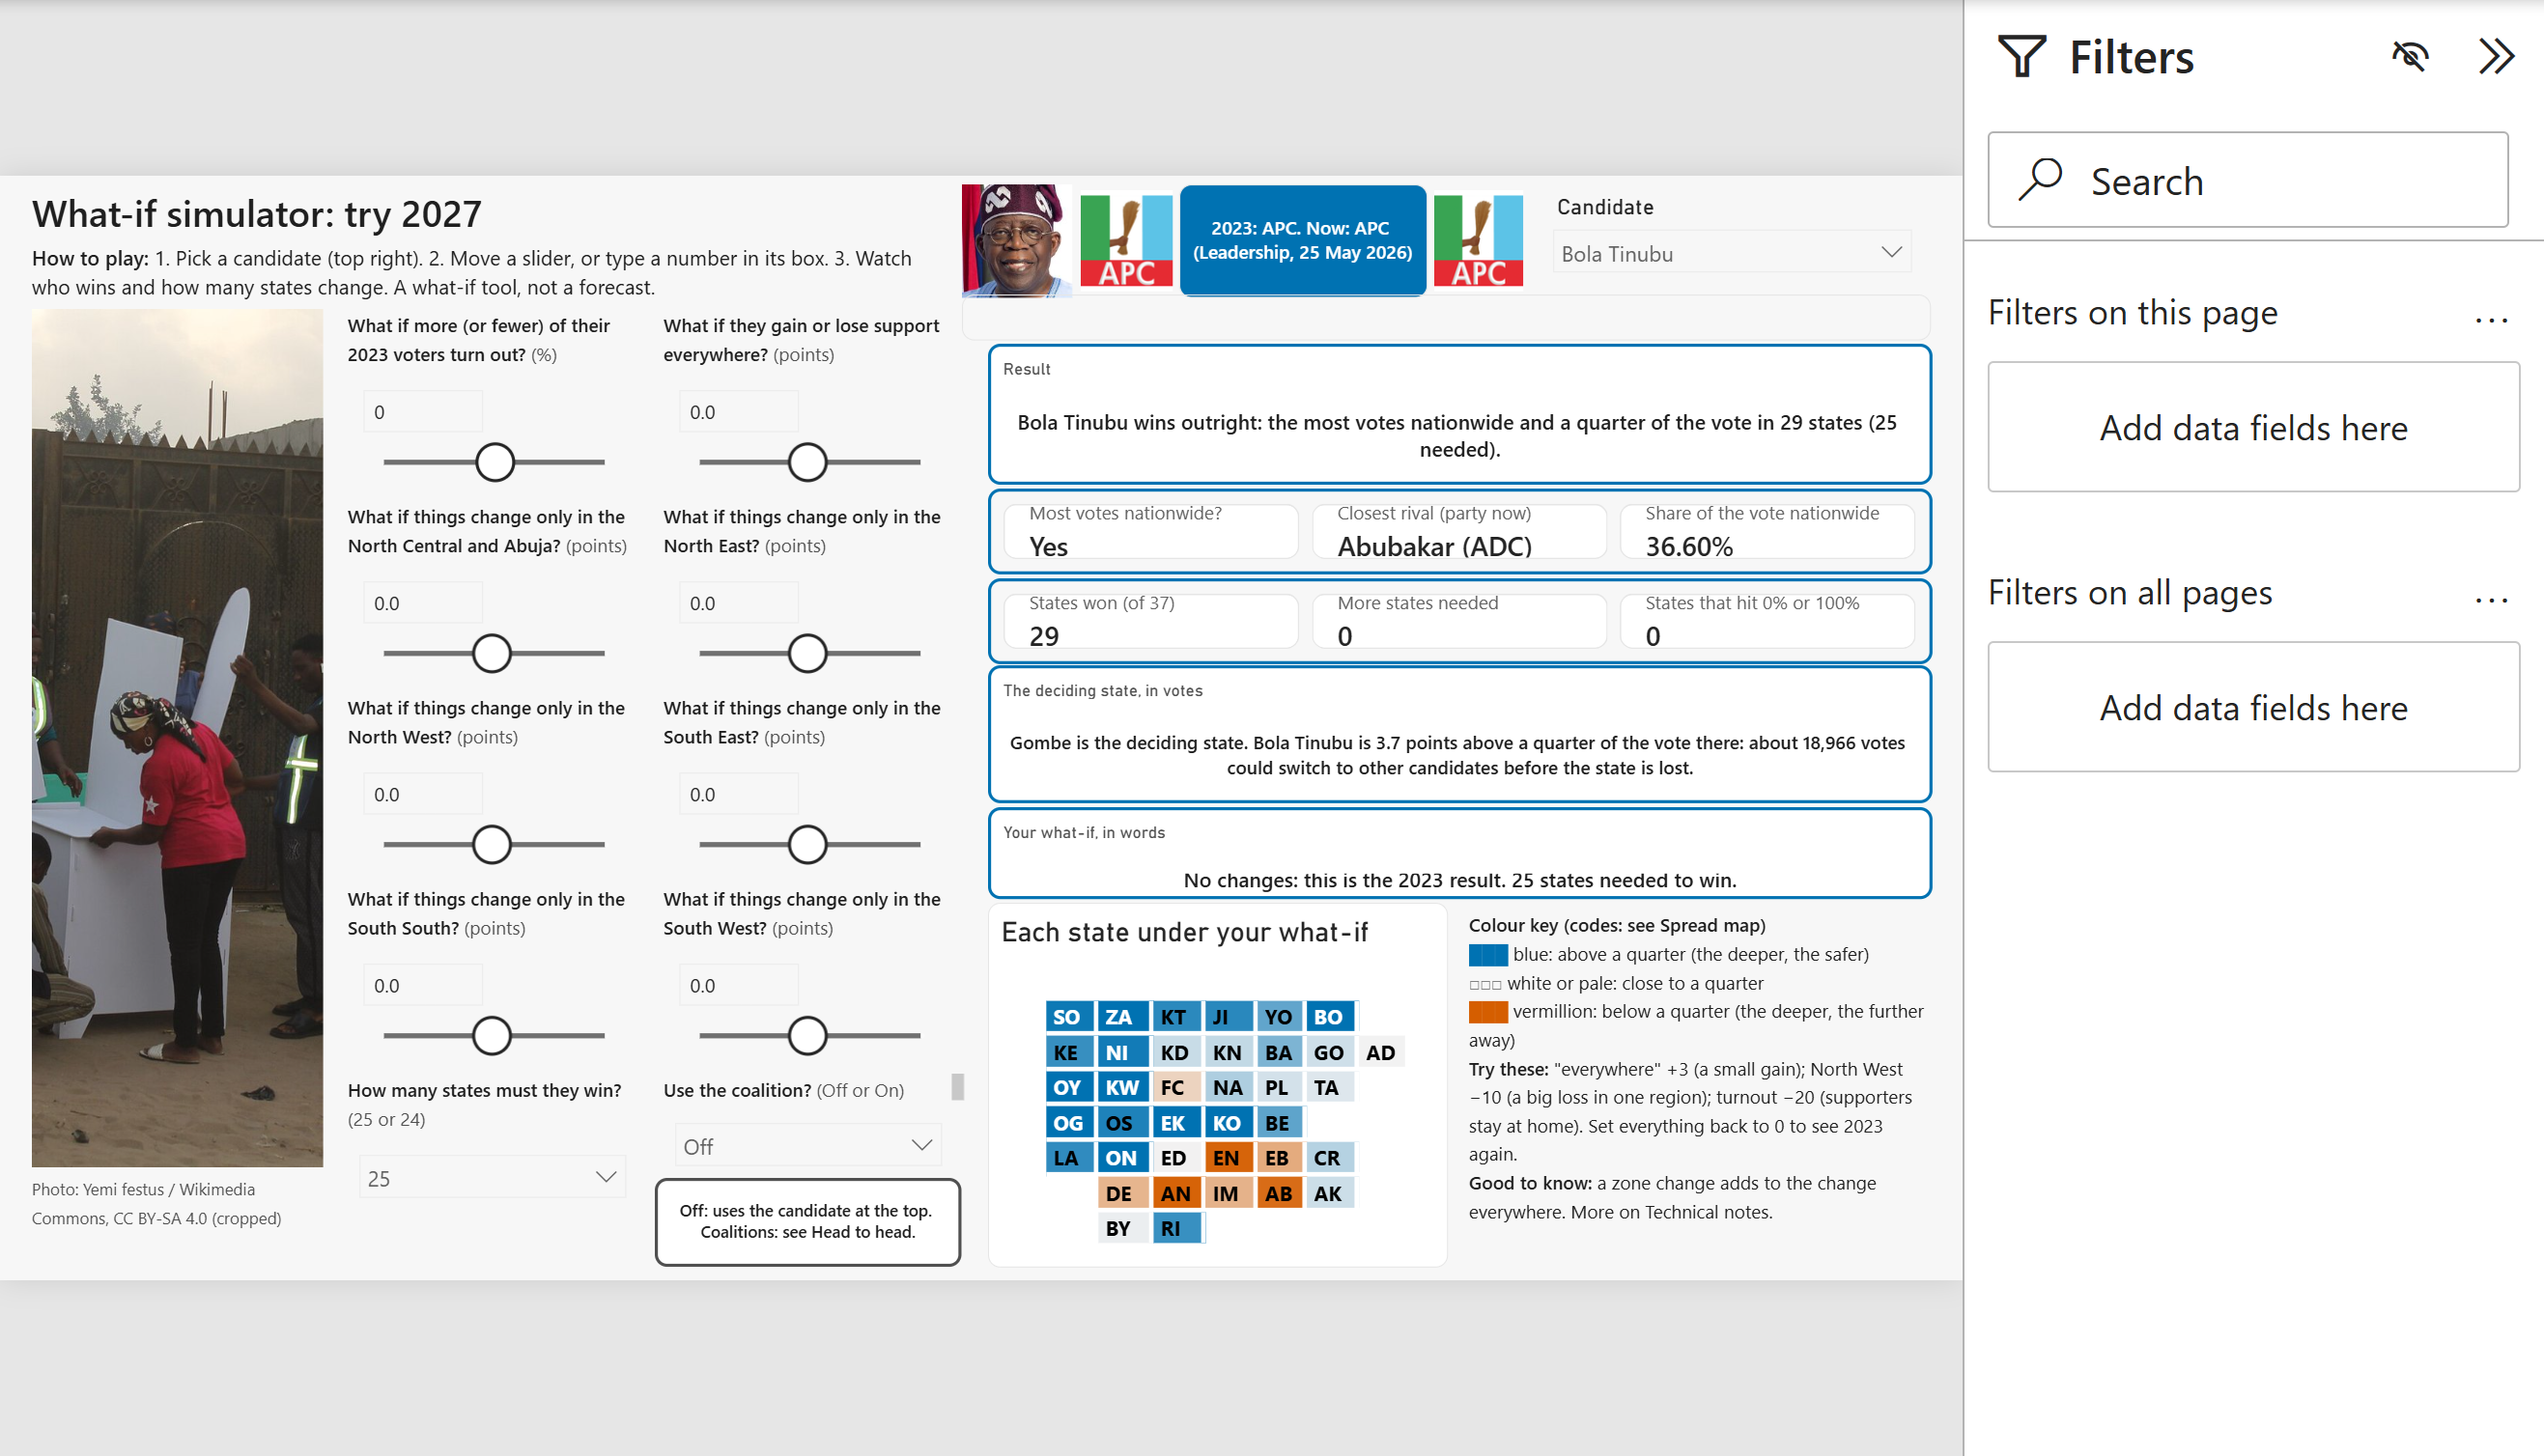 What-if simulator: try 2027
How to play: 1. Pick a candidate (top right). 2. Move a slider, or type a number in its box. 3. Watch
who wins and how many states change. A what-if tool, not a forecast.
APC
2023: APC. Now: APC
(Leadership, 25 May 2026)
APC
Candidate
Bola Tinubu
What if more (or fewer) of their
2023 voters turn out? (%)
0
What if they gain or lose support
everywhere? (points)
0.0
What if things change only in the
North Central and Abuja? (points)
0.0
What if things change only in the
North East? (points)
0.0
What if things change only in the
North West? (points)
0.0
What if things change only in the
South East? (points)
0.0
What if things change only in the
South South? (points)
0.0
What if things change only in the
South West? (points)
0.0
How many states must they win?
(25 or 24)
25
Use the coalition? (Off or On)
Off
Off: uses the candidate at the top.
Coalitions: see Head to head.
Photo: Yemi festus / Wikimedia
Commons, CC BY-SA 4.0 (cropped)
Result
Bola Tinubu wins outright: the most votes nationwide and a quarter of the vote in 29 states (25
needed).
Most votes nationwide?
Yes
Closest rival (party now)
Abubakar (ADC)
Share of the vote nationwide
36.60%
States won (of 37)
29
More states needed
0
States that hit 0% or 100%
0
The deciding state, in votes
Gombe is the deciding state. Bola Tinubu is 3.7 points above a quarter of the vote there: about 18,966 votes
could switch to other candidates before the state is lost.
Your what-if, in words
No changes: this is the 2023 result. 25 states needed to win.
Each state under your what-if
SO ZA KT JI YO BO
KE NI KD KN BA GO AD
OY KW FC NA PL TA
OG OS EK KO BE
LA ON ED EN EB CR
DE AN IM AB AK
BY RI
Colour key (codes: see Spread map)
blue: above a quarter (the deeper, the safer)
white or pale: close to a quarter
vermillion: below a quarter (the deeper, the further
away)
Try these: "everywhere" +3 (a small gain); North West
−10 (a big loss in one region); turnout −20 (supporters
stay at home). Set everything back to 0 to see 2023
again.
Good to know: a zone change adds to the change
everywhere. More on Technical notes.
Filters
Search
Filters on this page
...
Add data fields here
Filters on all pages
...
Add data fields here